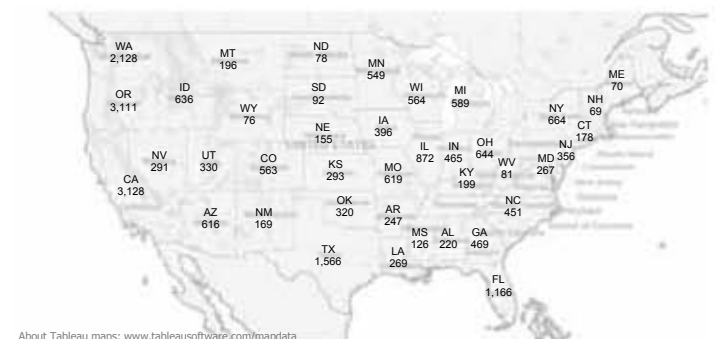 WA
2,128
MT
196
ND
78
MN
549
ME
70
OR
3,111
ID
636
WY
76
SD
92
WI
564
MI
589
NY
664
NH
69
CT
178
NE
155
IA
396
NV
291
UT
330
CO
563
KS
293
MO
619
IL
872
IN
465
OH
644
KY
199
WV
81
MD
267
NJ
356
CA
3,128
AZ
616
NM
169
OK
320
AR
247
NC
451
TX
1,566
LA
269
MS
126
AL
220
GA
469
FL
1,166
About Tableau maps: www.tableausoftware.com/mapdata